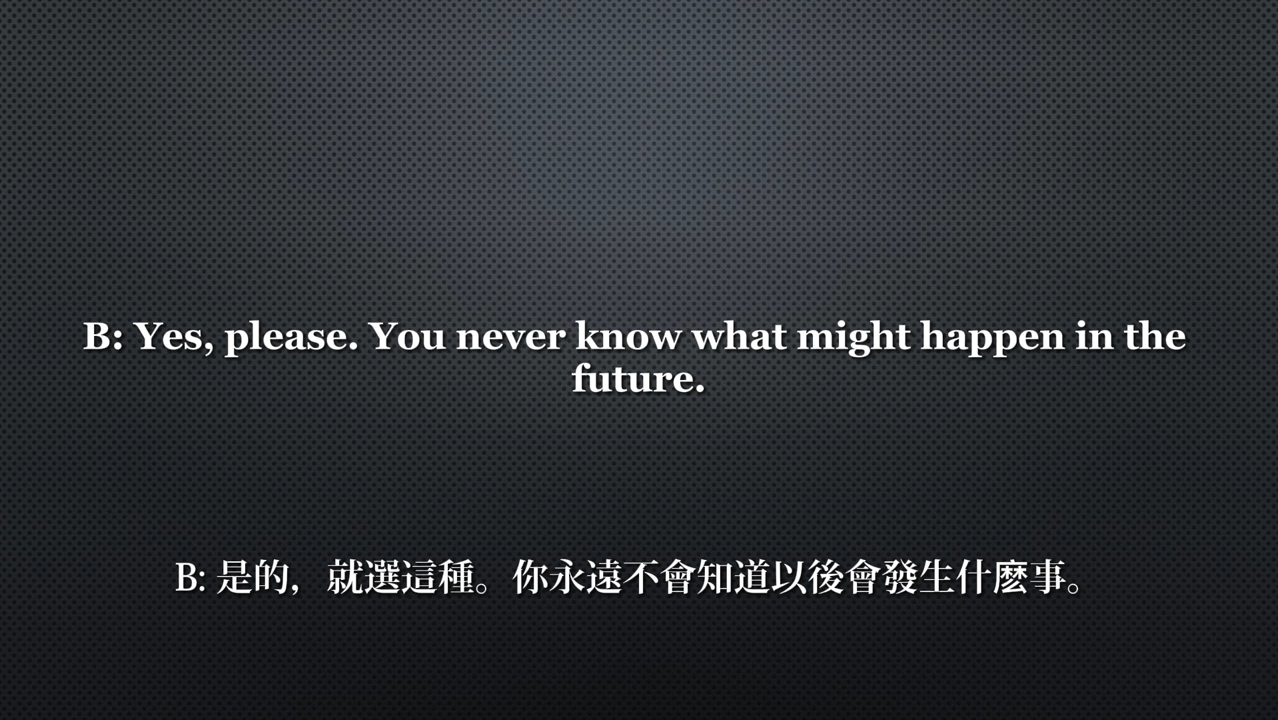 B: Yes, please. You never know what might happen in the
future.
B: 是的，就選這種。你永遠不會知道以後會發生什麽事。